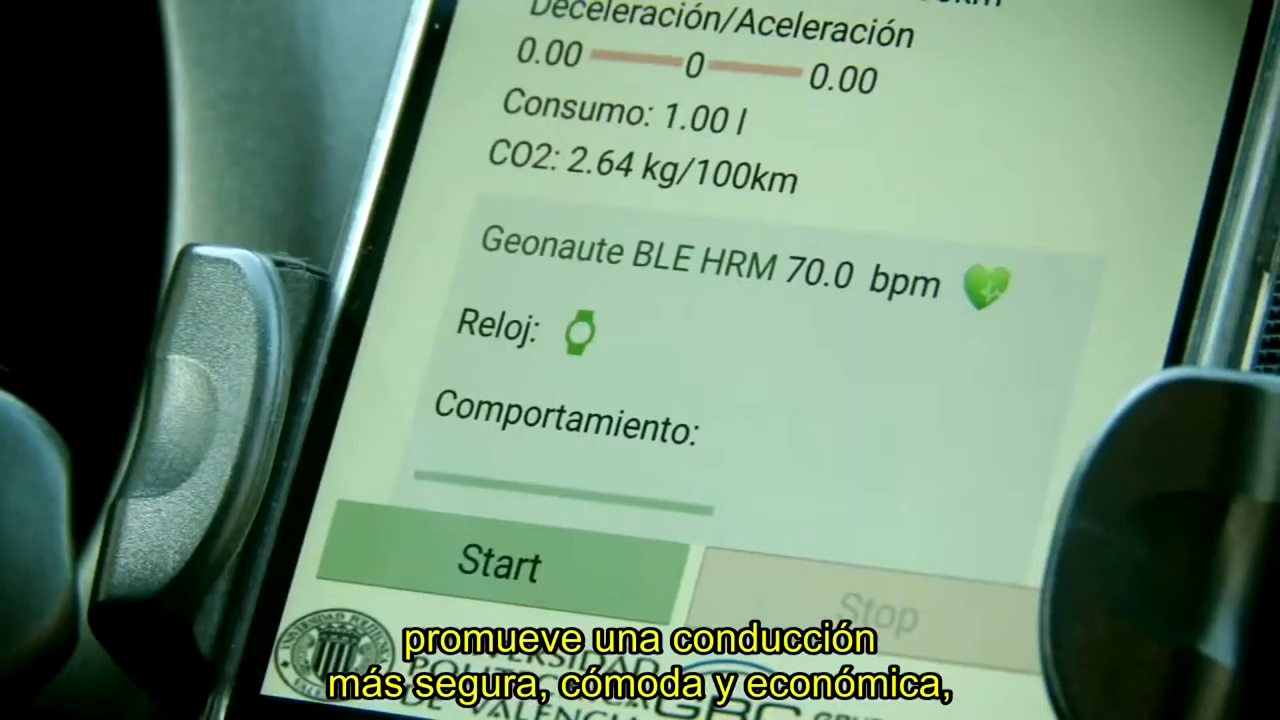 Deceleración/Aceleración
0.00 0 0.00
Consumo: 1.00 l
CO2: 2.64 kg/100km
Geonaute BLE HRM 70.0 bpm
Reloj:
Comportamiento:
Start
Stop
promueve una conducción
más segura, cómoda y económica,